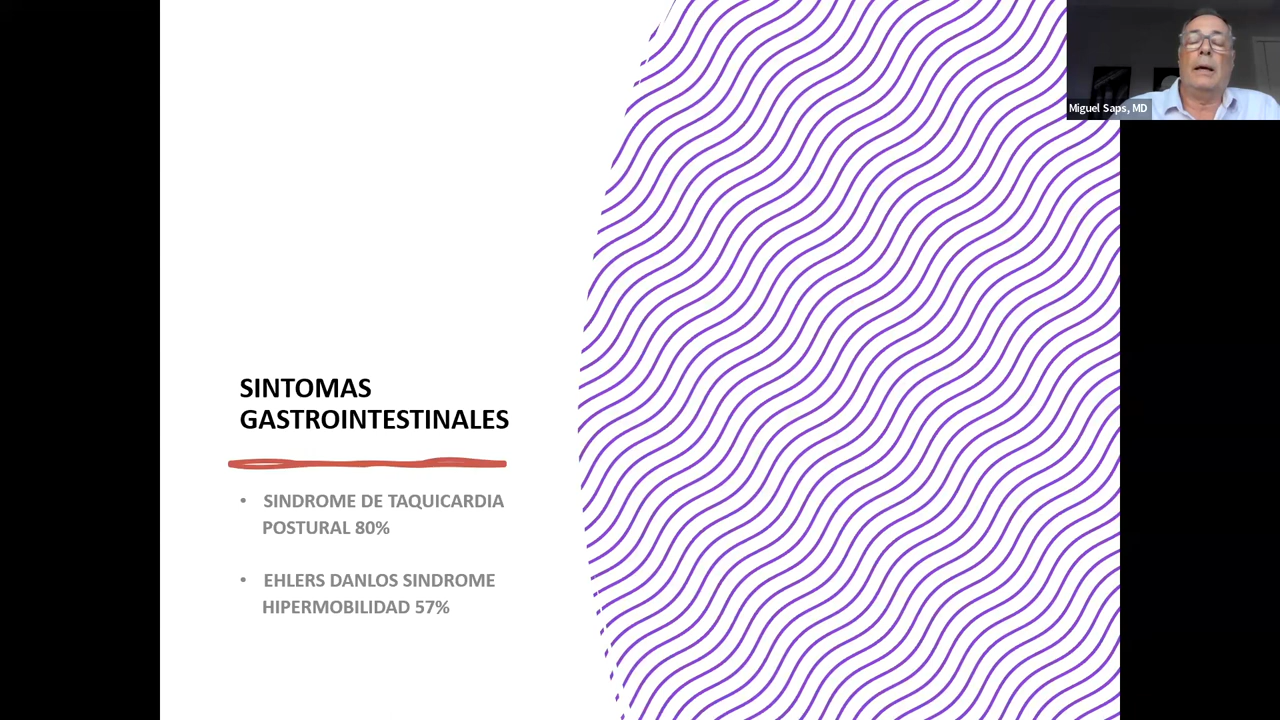 Miguel Saps, MD
SINTOMAS
GASTROINTESTINALES
• SINDROME DE TAQUICARDIA
POSTURAL 80%
• EHLERS DANLOS SINDROME
HIPERMOBILIDAD 57%